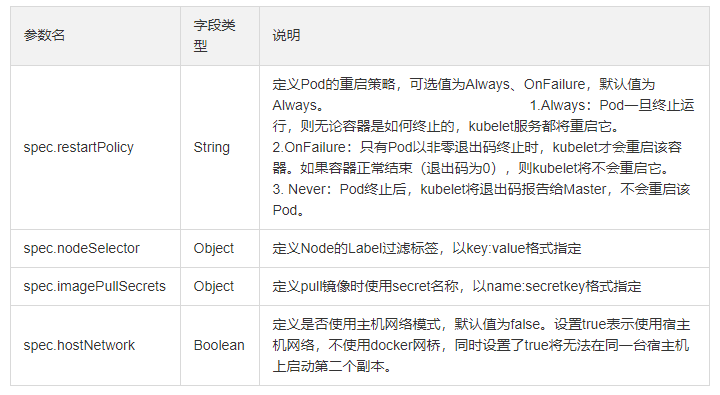 参数名
字段类
型
说明
spec.restartPolicy
String
定义Pod的重启策略，可选值为Always、OnFailure，默认值为
Always。 1.Always：Pod一旦终止运
行，则无论容器是如何终止的，kubelet服务都将重启它。
2.OnFailure：只有Pod以非零退出码终止时，kubelet才会重启该容
器。如果容器正常结束（退出码为0），则kubelet将不会重启它。
3. Never：Pod终止后，kubelet将退出码报告给Master，不会重启该
Pod。
spec.nodeSelector
Object
定义Node的Label过滤标签，以key:value格式指定
spec.imagePullSecrets
Object
定义pull镜像时使用secret名称，以name:secretkey格式指定
spec.hostNetwork
Boolean
定义是否使用主机网络模式，默认值为false。设置true表示使用宿主
机网络，不使用docker网桥，同时设置了true将无法在同一台宿主机
上启动第二个副本。